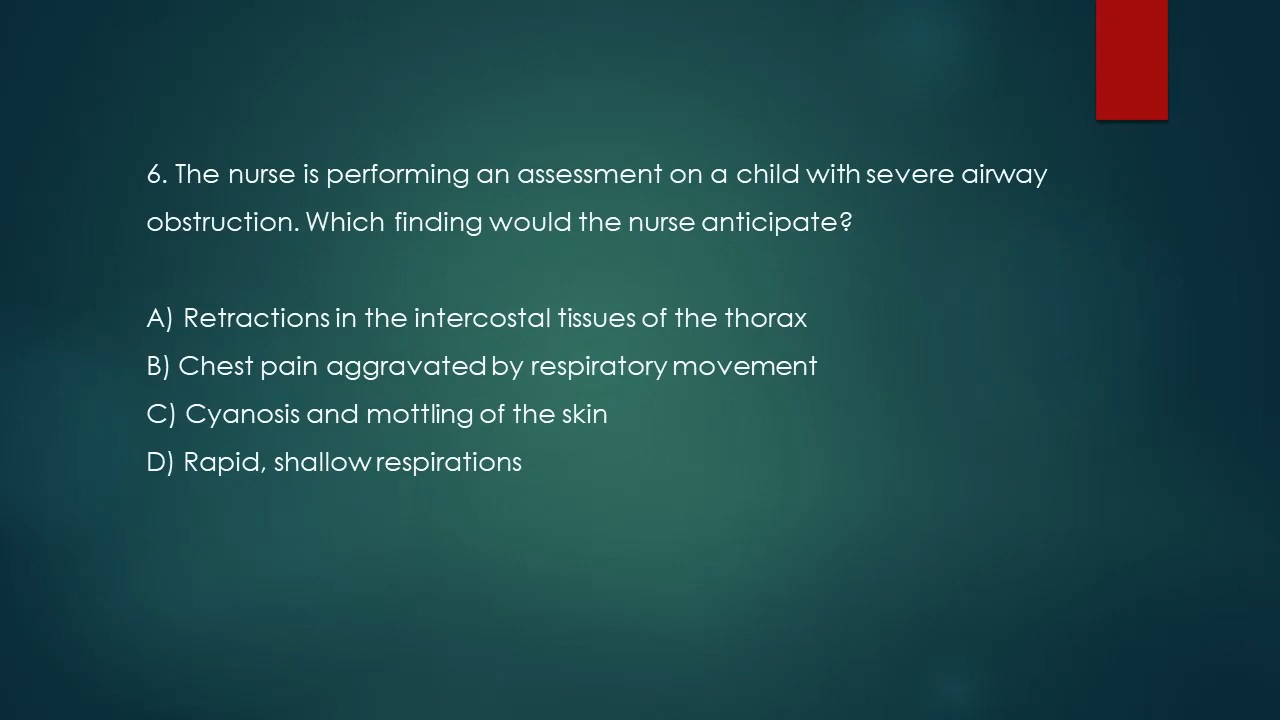 6. The nurse is performing an assessment on a child with severe airway
obstruction. Which finding would the nurse anticipate?
A) Retractions in the intercostal tissues of the thorax
B) Chest pain aggravated by respiratory movement
C) Cyanosis and mottling of the skin
D) Rapid, shallow respirations